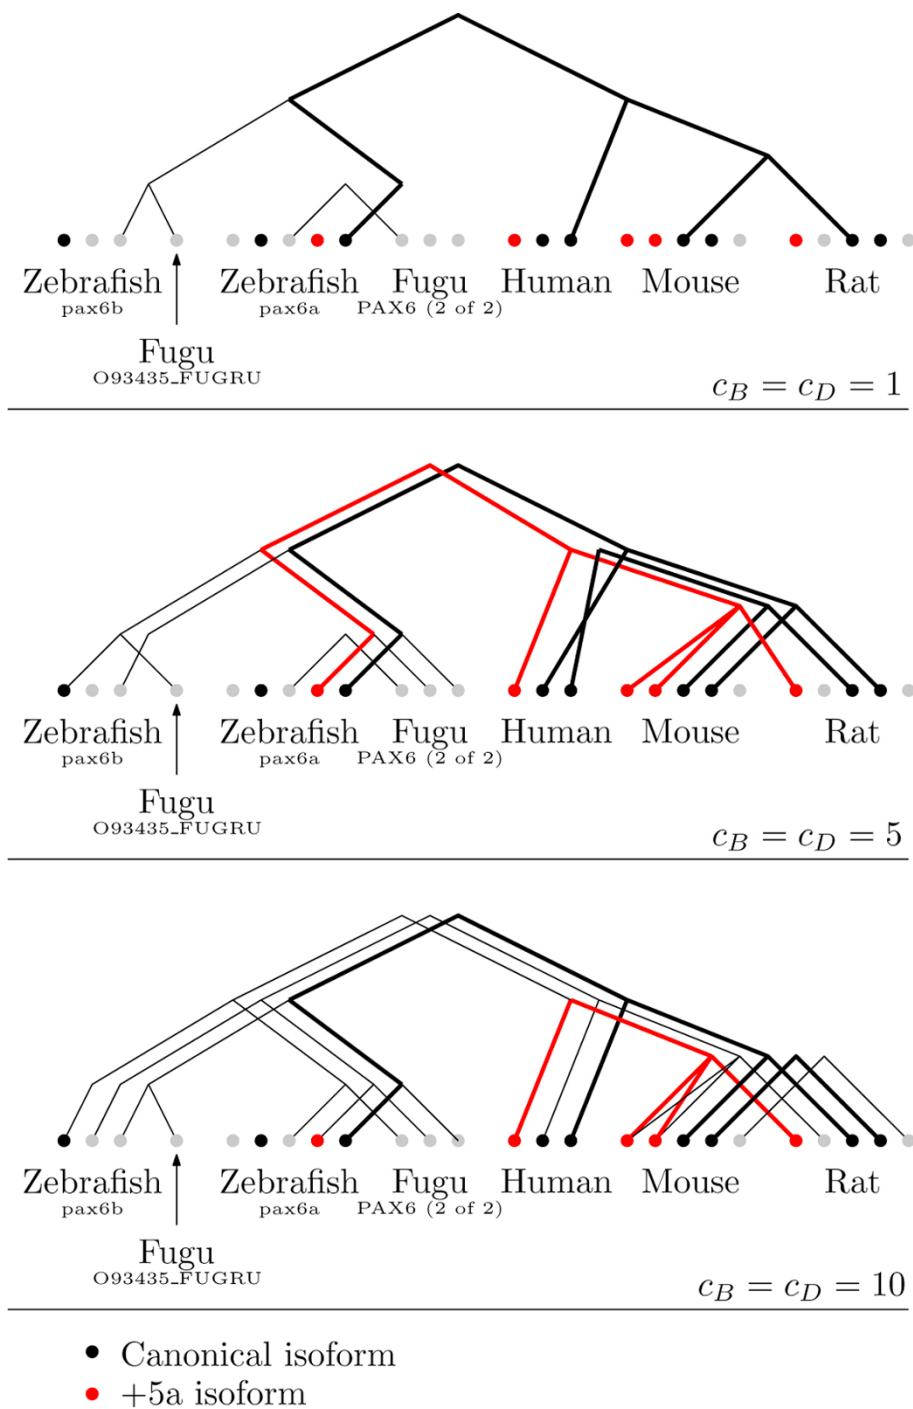 Zebrafish Zebrafish Fugu Human Mouse Rat
pax6b pax6a PAX6 (2 of 2)
Fugu
O93435_FUGRU
c_B = c_D = 1
Zebrafish Zebrafish Fugu Human Mouse Rat
pax6b pax6a PAX6 (2 of 2)
Fugu
O93435_FUGRU
c_B = c_D = 5
Zebrafish Zebrafish Fugu Human Mouse Rat
pax6b pax6a PAX6 (2 of 2)
Fugu
O93435_FUGRU
c_B = c_D = 10
Canonical isoform
+5a isoform